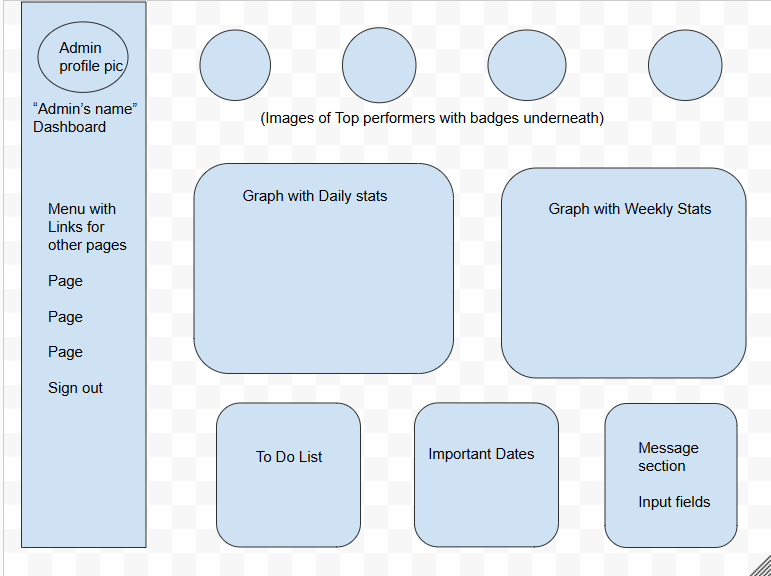 Admin
profile pic
“Admin’s name”
Dashboard
Menu with
Links for
other pages
Page
Page
Page
Sign out
(Images of Top performers with badges underneath)
Graph with Daily stats
Graph with Weekly Stats
To Do List
Important Dates
Message
section
Input fields